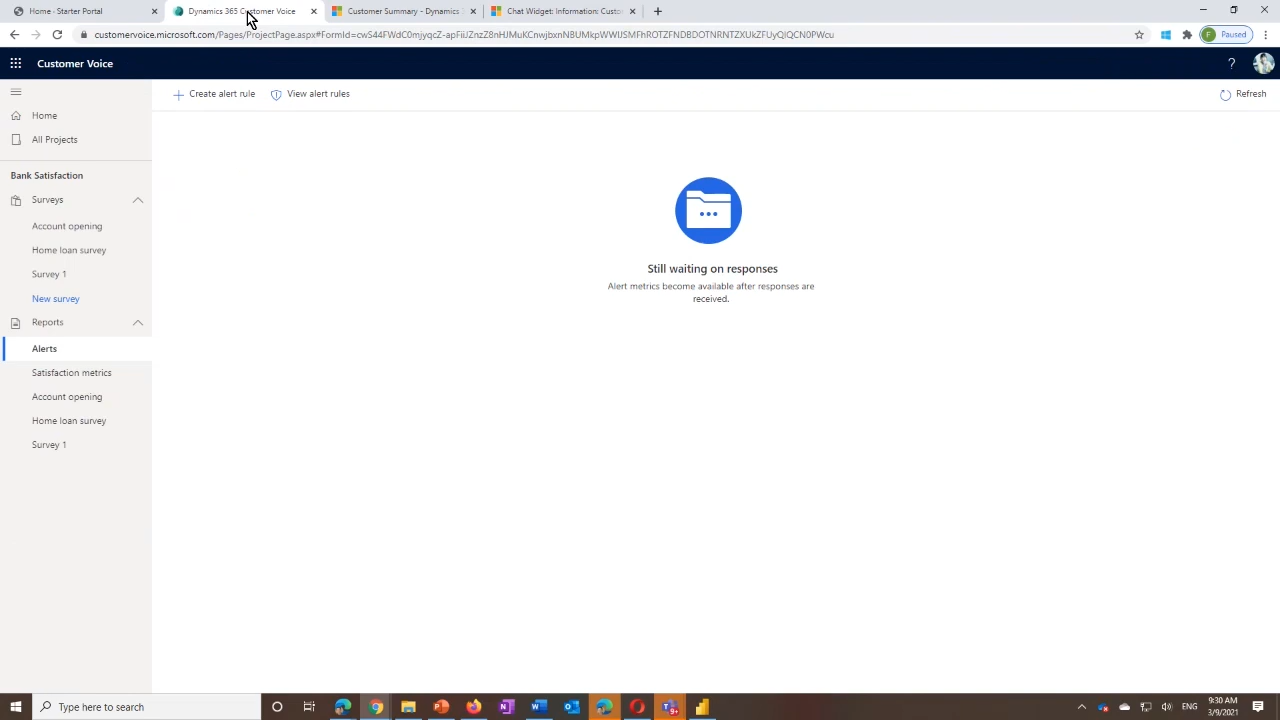 Home - Starter Portal
Dynamics 365 Customer Voice
Customer Summary - Dynamics
Chat Widget: Information: Custo
customervoice.microsoft.com/Pages/ProjectPage.aspx#FormId=
Paused
Customer Voice
?
Create alert rule
View alert rules
Refresh
Home
All Projects
Bank Satisfaction
Surveys
Account opening
Home loan survey
Survey 1
New survey
Reports
Alerts
Satisfaction metrics
Account opening
Home loan survey
Survey 1
Still waiting on responses
Alert metrics become available after responses are
received.
Type here to search
ENG
9:30 AM
3/9/2021